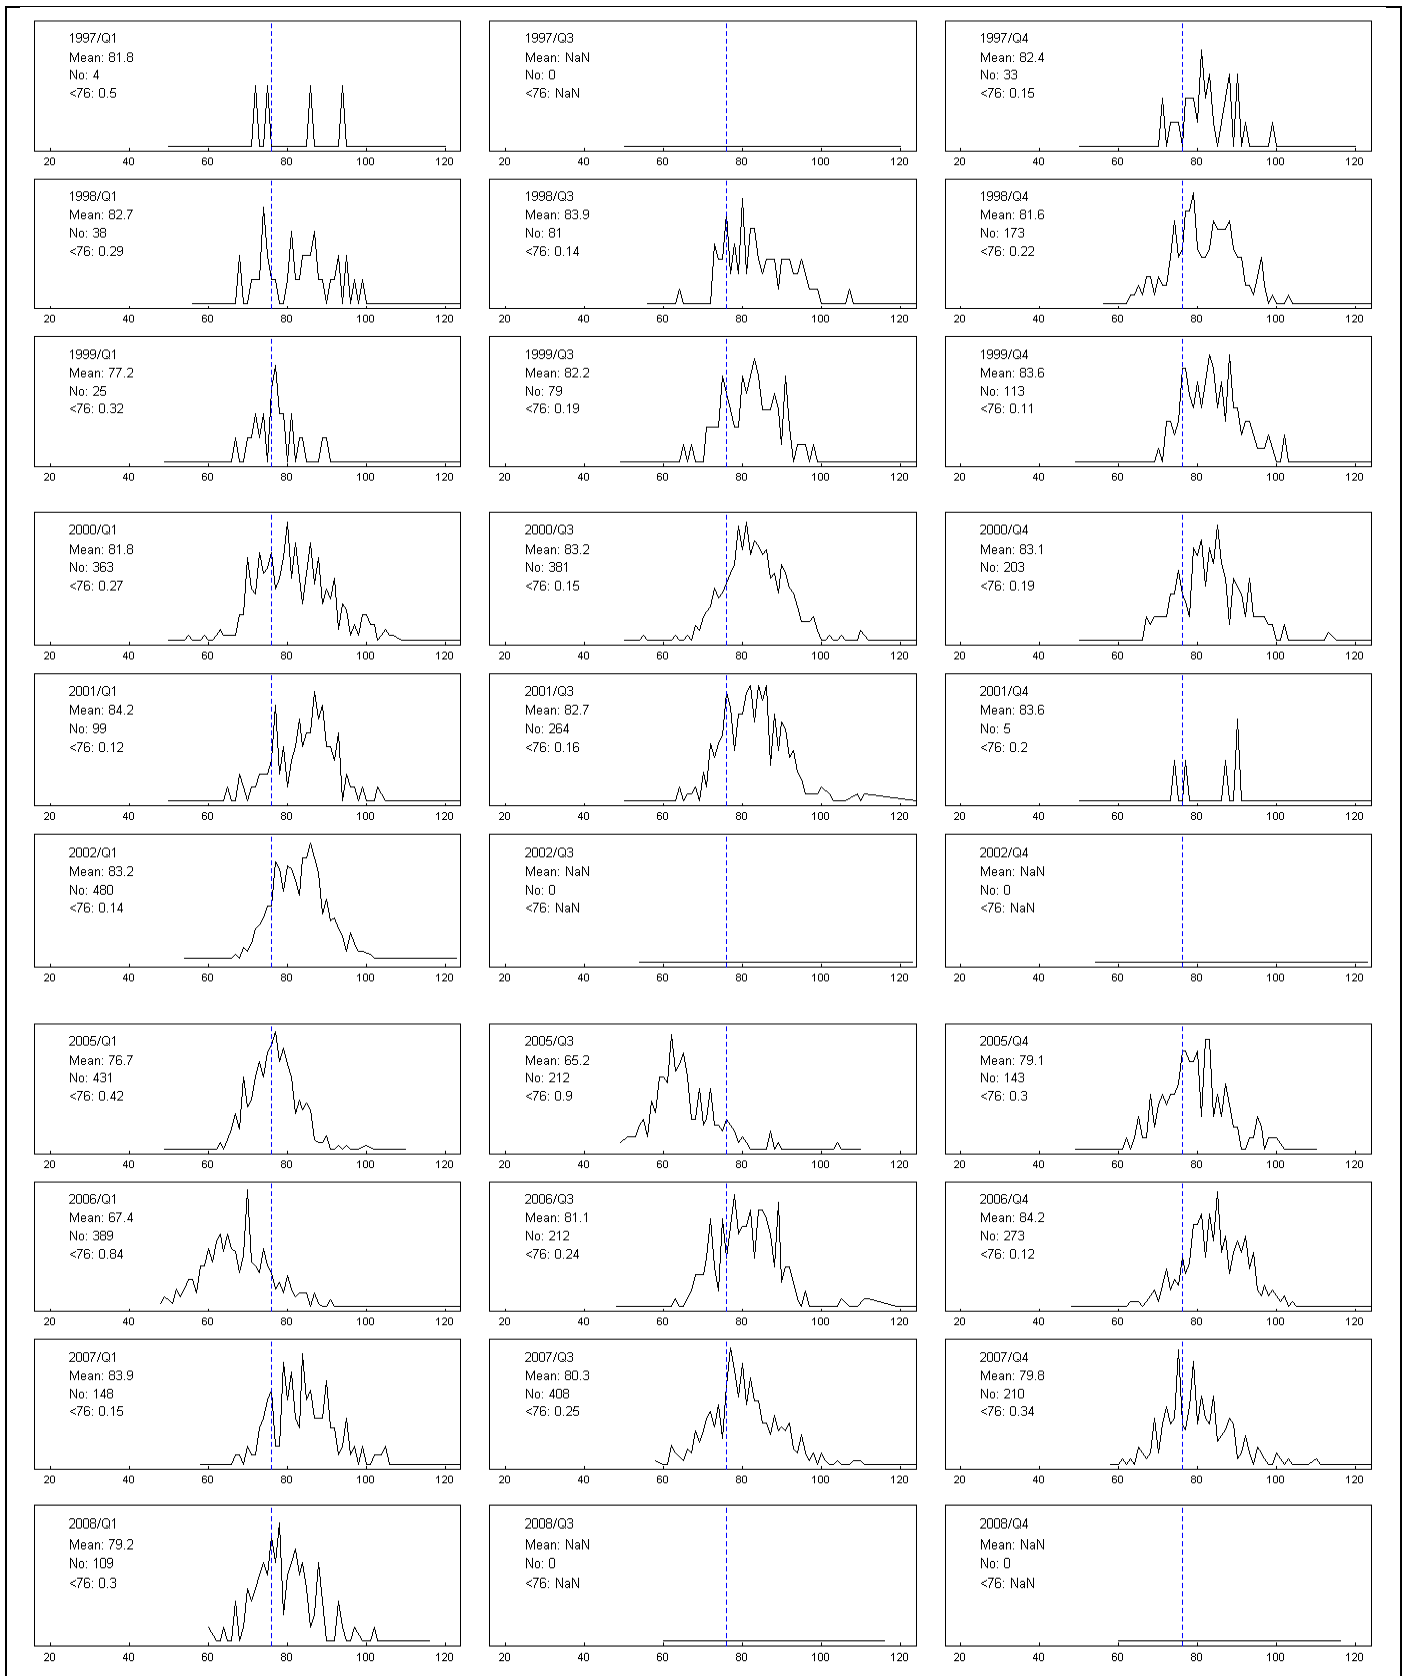 1997/Q1
Mean: 81.8
No: 4
<76: 0.5
20 40 60 80 100 120
1997/Q3
Mean: NaN
No: 0
<76: NaN
20 40 60 80 100 120
1997/Q4
Mean: 82.4
No: 33
<76: 0.15
20 40 60 80 100 120
1998/Q1
Mean: 82.7
No: 38
<76: 0.29
20 40 60 80 100 120
1998/Q3
Mean: 83.9
No: 81
<76: 0.14
20 40 60 80 100 120
1998/Q4
Mean: 81.6
No: 173
<76: 0.22
20 40 60 80 100 120
1999/Q1
Mean: 77.2
No: 25
<76: 0.32
20 40 60 80 100 120
1999/Q3
Mean: 82.2
No: 79
<76: 0.19
20 40 60 80 100 120
1999/Q4
Mean: 83.6
No: 113
<76: 0.11
20 40 60 80 100 120
2000/Q1
Mean: 81.8
No: 363
<76: 0.27
20 40 60 80 100 120
2000/Q3
Mean: 83.2
No: 381
<76: 0.15
20 40 60 80 100 120
2000/Q4
Mean: 83.1
No: 203
<76: 0.19
20 40 60 80 100 120
2001/Q1
Mean: 84.2
No: 99
<76: 0.12
20 40 60 80 100 120
2001/Q3
Mean: 82.7
No: 264
<76: 0.16
20 40 60 80 100 120
2001/Q4
Mean: 83.6
No: 5
<76: 0.2
20 40 60 80 100 120
2002/Q1
Mean: 83.2
No: 480
<76: 0.14
20 40 60 80 100 120
2002/Q3
Mean: NaN
No: 0
<76: NaN
20 40 60 80 100 120
2002/Q4
Mean: NaN
No: 0
<76: NaN
20 40 60 80 100 120
2005/Q1
Mean: 76.7
No: 431
<76: 0.42
20 40 60 80 100 120
2005/Q3
Mean: 65.2
No: 212
<76: 0.9
20 40 60 80 100 120
2005/Q4
Mean: 79.1
No: 143
<76: 0.3
20 40 60 80 100 120
2006/Q1
Mean: 67.4
No: 389
<76: 0.84
20 40 60 80 100 120
2006/Q3
Mean: 81.1
No: 212
<76: 0.24
20 40 60 80 100 120
2006/Q4
Mean: 84.2
No: 273
<76: 0.12
20 40 60 80 100 120
2007/Q1
Mean: 83.9
No: 148
<76: 0.15
20 40 60 80 100 120
2007/Q3
Mean: 80.3
No: 408
<76: 0.25
20 40 60 80 100 120
2007/Q4
Mean: 79.8
No: 210
<76: 0.34
20 40 60 80 100 120
2008/Q1
Mean: 79.2
No: 109
<76: 0.3
20 40 60 80 100 120
2008/Q3
Mean: NaN
No: 0
<76: NaN
20 40 60 80 100 120
2008/Q4
Mean: NaN
No: 0
<76: NaN
20 40 60 80 100 120